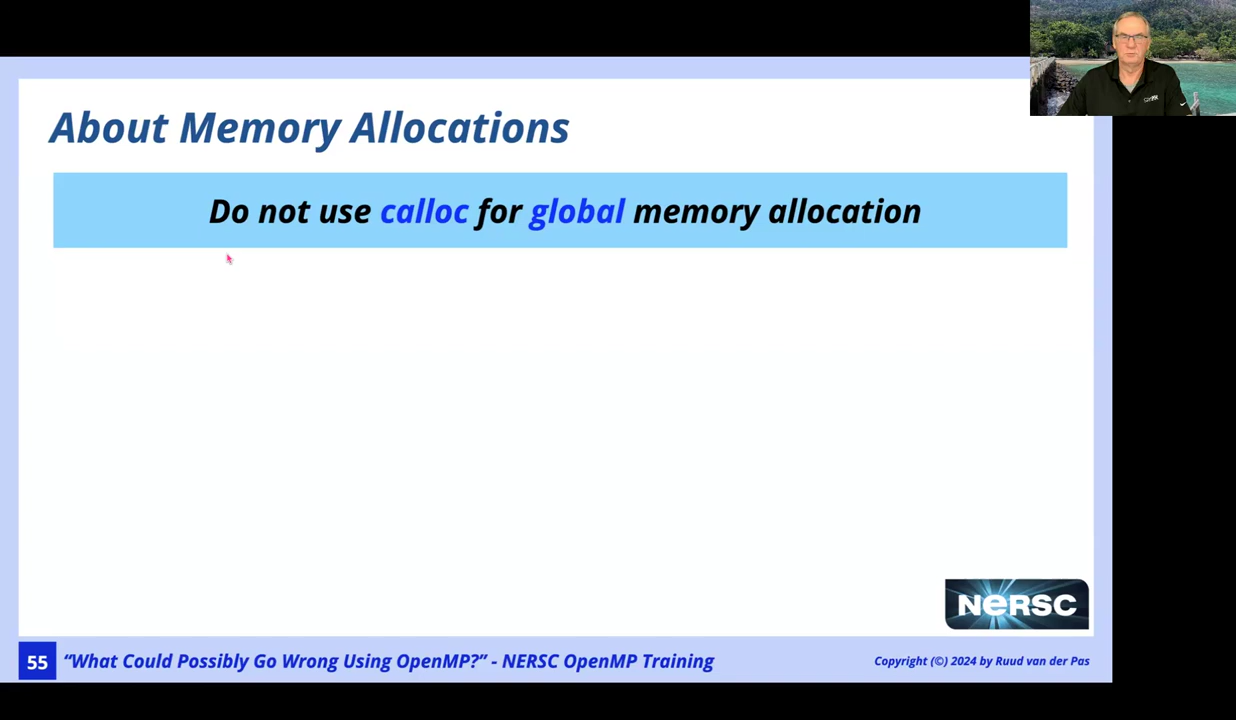 About Memory Allocations
Do not use calloc for global memory allocation
NeRSC
55 "What Could Possibly Go Wrong Using OpenMP?" - NERSC OpenMP Training
Copyright (©) 2024 by Ruud van der Pas